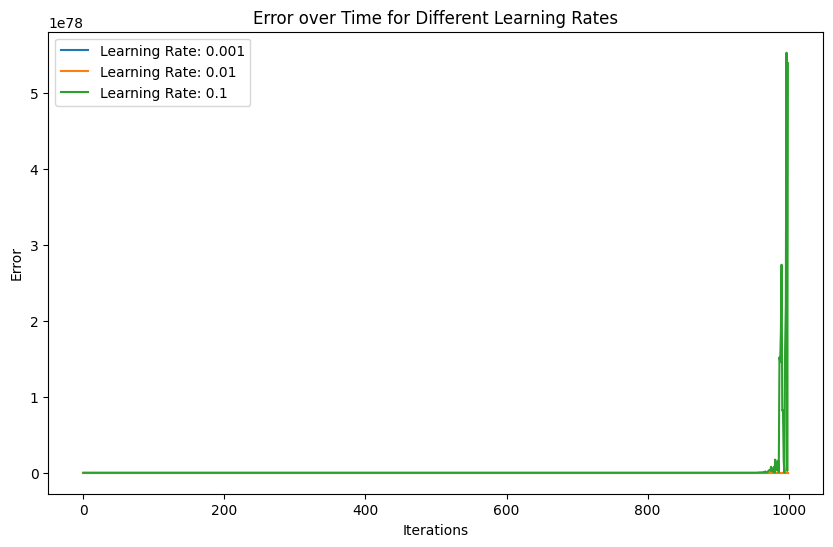 Error over Time for Different Learning Rates
1e78
Learning Rate: 0.001
Learning Rate: 0.01
Learning Rate: 0.1
5
4
3
2
1
0
Error
0 200 400 600 800 1000
Iterations